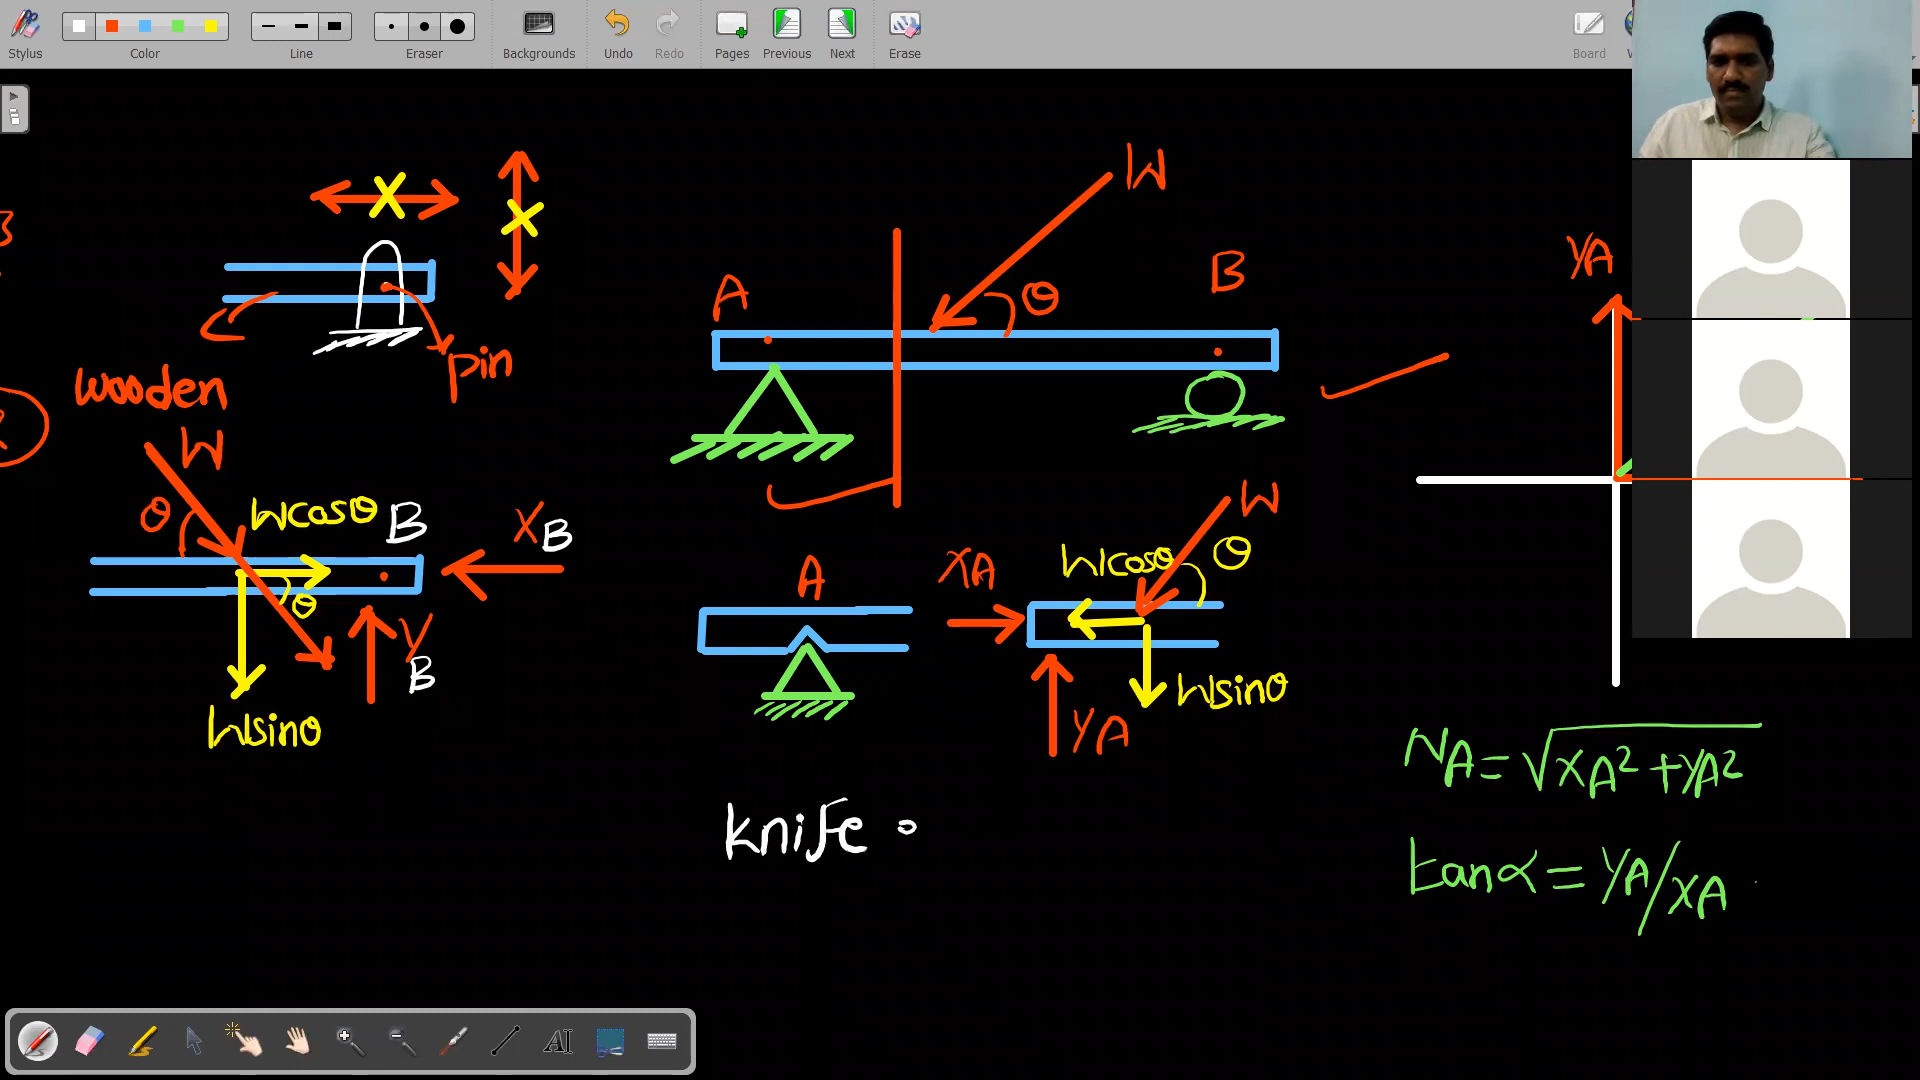 Stylus
Color
Line
Eraser
Backgrounds
Undo
Redo
Pages
Previous
Next
Erase
Board
W
θ
A
B
YA
pin
wooden
W
θ
Wcosθ
B
XB
θ
YB
Wsinθ
A
XA
Wcosθ
W
θ
YA
Wsinθ
NA = √XA² + YA²
knife
tanα = YA/XA
AI